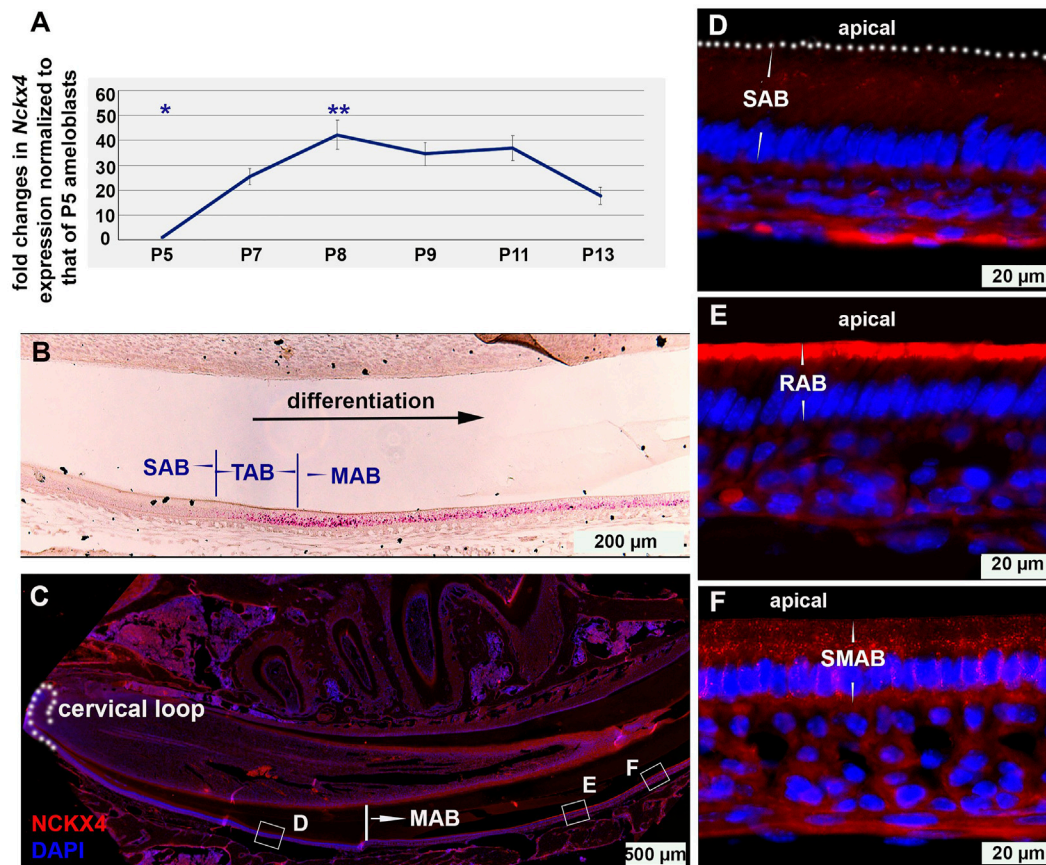 A
fold changes in Nckx4
expression normalized to
that of P5 ameloblasts
60
50
40
30
20
10
0
*
**
P5 P7 P8 P9 P11 P13
B
differentiation
SAB TAB MAB
200 µm
C
cervical loop
D
MAB
E
F
NCKX4
DAPI
500 µm
D
apical
SAB
20 µm
E
apical
RAB
20 µm
F
apical
SMAB
20 µm